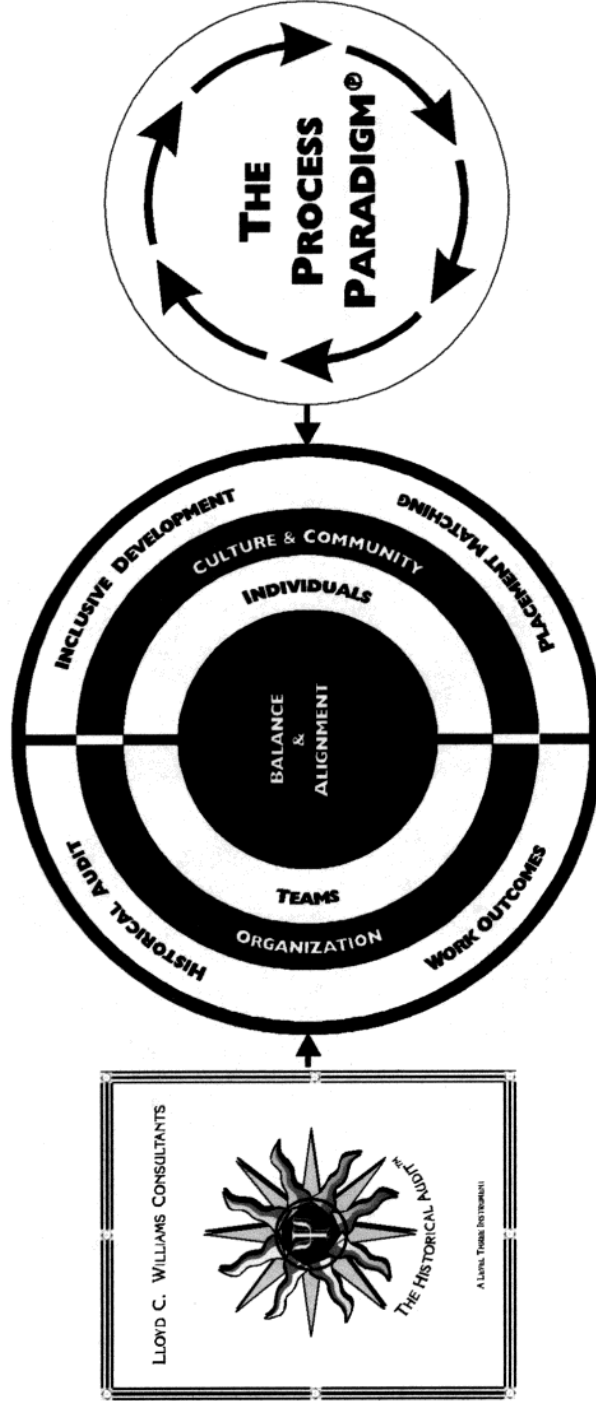 LLOYD C. WILLIAMS CONSULTANTS
Ψ
THE HISTORICAL AUDIT™
A LEVEL THREE INSTRUMENT
HISTORICAL AUDIT
INCLUSIVE DEVELOPMENT
ORGANIZATION
CULTURE & COMMUNITY
TEAMS
INDIVIDUALS
BALANCE
&
ALIGNMENT
WORK OUTCOMES
PLACEMENT MATCHING
THE
PROCESS
PARADIGM®